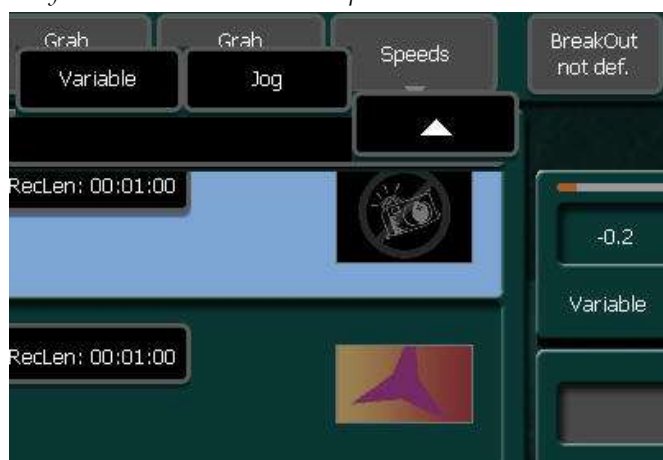 Grab
Grab
Speeds
BreakOut
not def.
Variable
Jog
RecLen: 00:01:00
-0.2
Variable
RecLen: 00:01:00